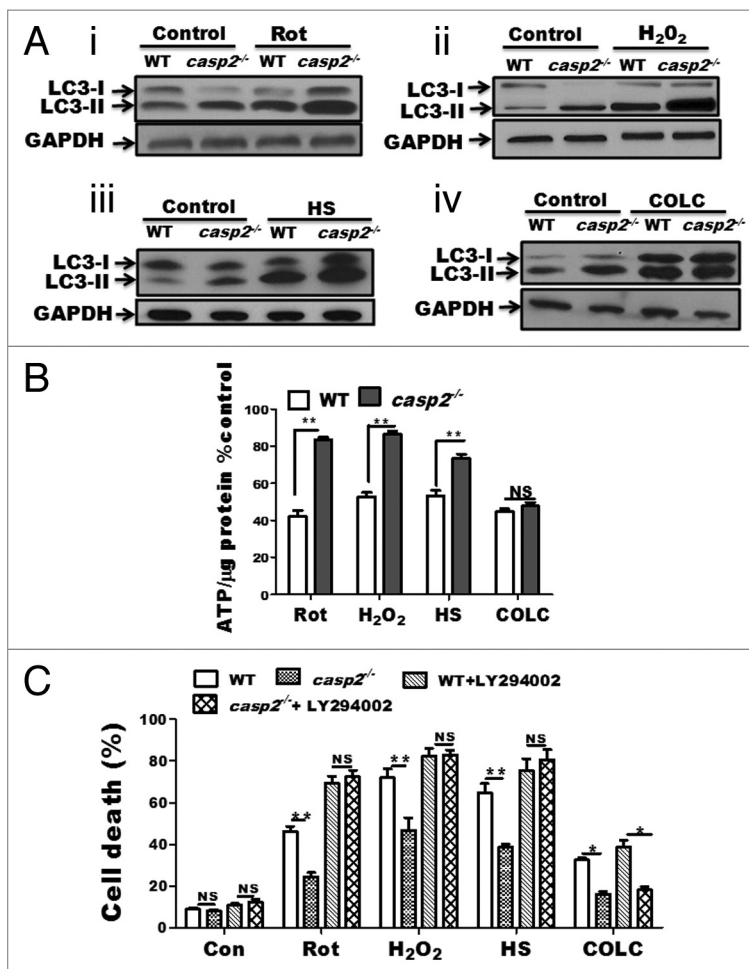 A
i
Control Rot
WT casp2-/- WT casp2-/-
LC3-I
LC3-II
GAPDH
ii
Control H2O2
WT casp2-/- WT casp2-/-
LC3-I
LC3-II
GAPDH
iii
Control HS
WT casp2-/- WT casp2-/-
LC3-I
LC3-II
GAPDH
iv
Control COLC
WT casp2-/- WT casp2-/-
LC3-I
LC3-II
GAPDH
B
WT casp2-/-
ATP/µg protein %control
100
80
60
40
20
0
** ** ** NS
Rot H2O2 HS COLC
C
WT casp2-/- WT+LY294002
casp2-/-+ LY294002
Cell death (%)
100
80
60
40
20
0
NS NS ** NS ** NS ** NS * *
Con Rot H2O2 HS COLC